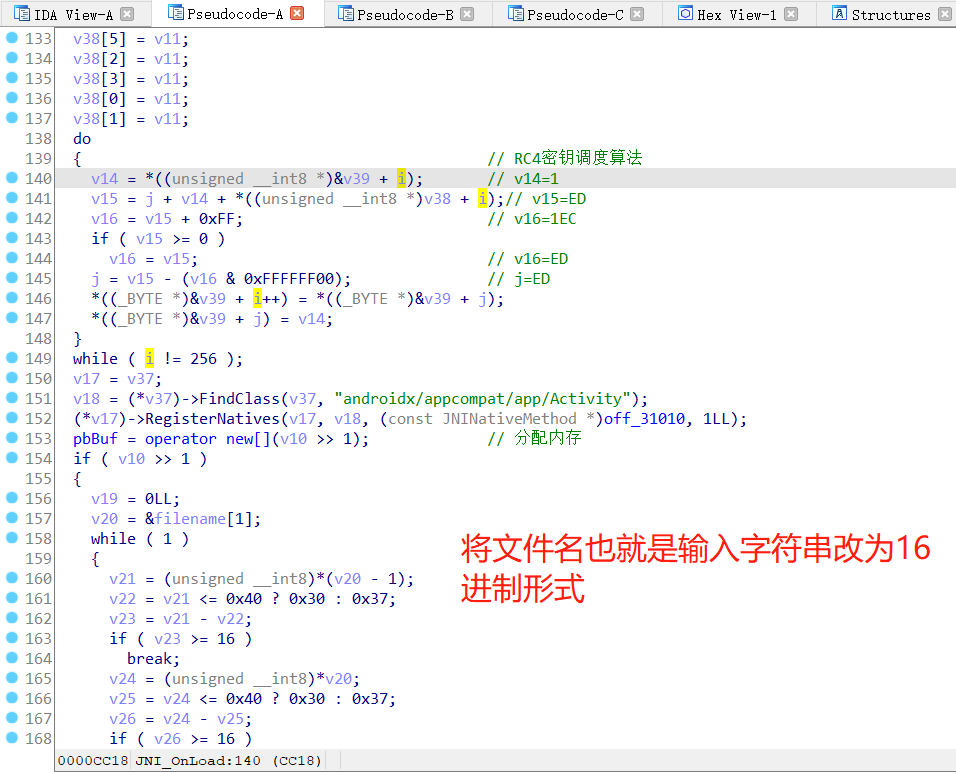 IDA View-A Pseudocode-A Pseudocode-B Pseudocode-C Hex View-1 Structures
133 v38[5] = v11;
134 v38[2] = v11;
135 v38[3] = v11;
136 v38[0] = v11;
137 v38[1] = v11;
138 do
139 { // RC4密钥调度算法
140 v14 = *((unsigned __int8 *)&v39 + i); // v14=1
141 v15 = j + v14 + *((unsigned __int8 *)v38 + i);// v15=ED
142 v16 = v15 + 0xFF; // v16=1EC
143 if ( v15 >= 0 )
144 v16 = v15; // v16=ED
145 j = v15 - (v16 & 0xFFFFFF00); // j=ED
146 *((_BYTE *)&v39 + i++) = *((_BYTE *)&v39 + j);
147 *((_BYTE *)&v39 + j) = v14;
148 }
149 while ( i != 256 );
150 v17 = v37;
151 v18 = (*v37)->FindClass(v37, "androidx/appcompat/app/Activity");
152 (*v17)->RegisterNatives(v17, v18, (const JNINativeMethod *)off_31010, 1LL);
153 pbBuf = operator new[](v10 >> 1); // 分配内存
154 if ( v10 >> 1 )
155 {
156 v19 = 0LL;
157 v20 = &filename[1];
158 while ( 1 )
159 {
160 v21 = (unsigned __int8)*(v20 - 1);
161 v22 = v21 <= 0x40 ? 0x30 : 0x37;
162 v23 = v21 - v22;
163 if ( v23 >= 16 )
164 break;
165 v24 = (unsigned __int8)*v20;
166 v25 = v24 <= 0x40 ? 0x30 : 0x37;
167 v26 = v24 - v25;
168 if ( v26 >= 16 )
将文件名也就是输入字符串改为16
进制形式
0000CC18 JNI_OnLoad:140 (CC18)